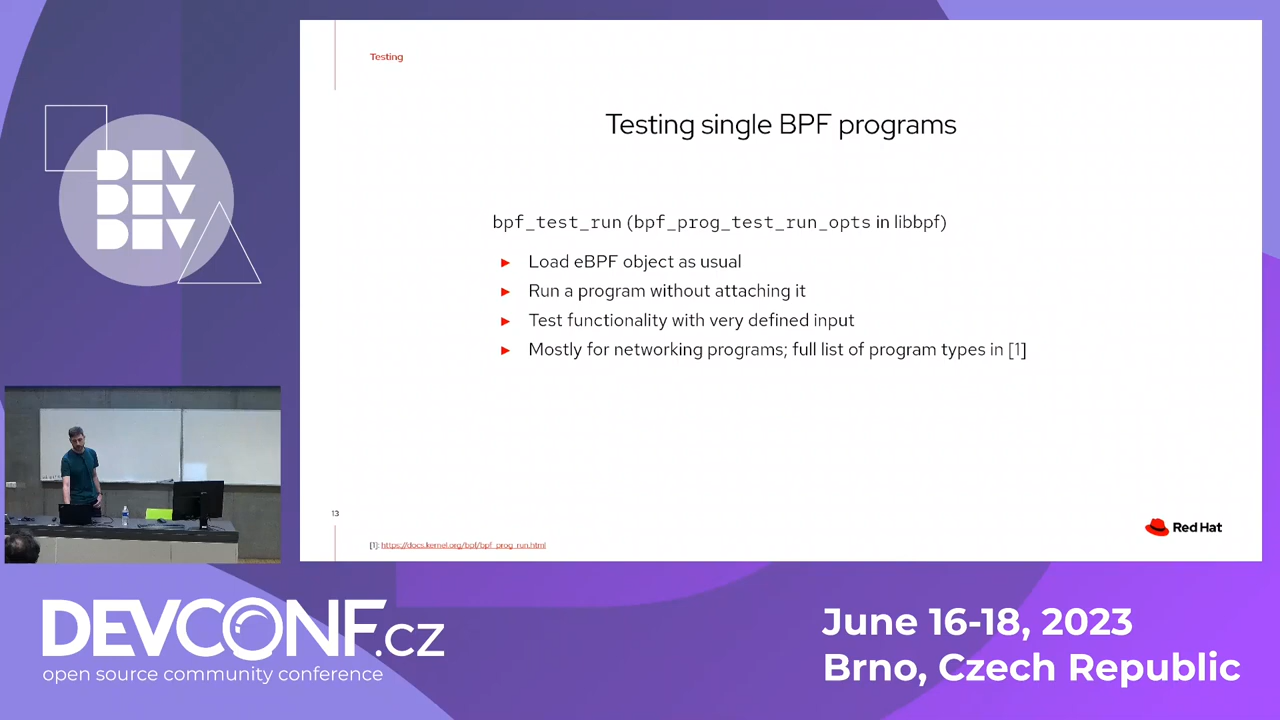 Testing
Testing single BPF programs
bpf_test_run (bpf_prog_test_run_opts in libbpf)
► Load eBPF object as usual
► Run a program without attaching it
► Test functionality with very defined input
► Mostly for networking programs; full list of program types in [1]
13
Red Hat
[1]: https://docs.kernel.org/bpf/bpf_prog_run.html
DEV
DEV
DEV
DEVCONF.cz
open source community conference
June 16-18, 2023
Brno, Czech Republic